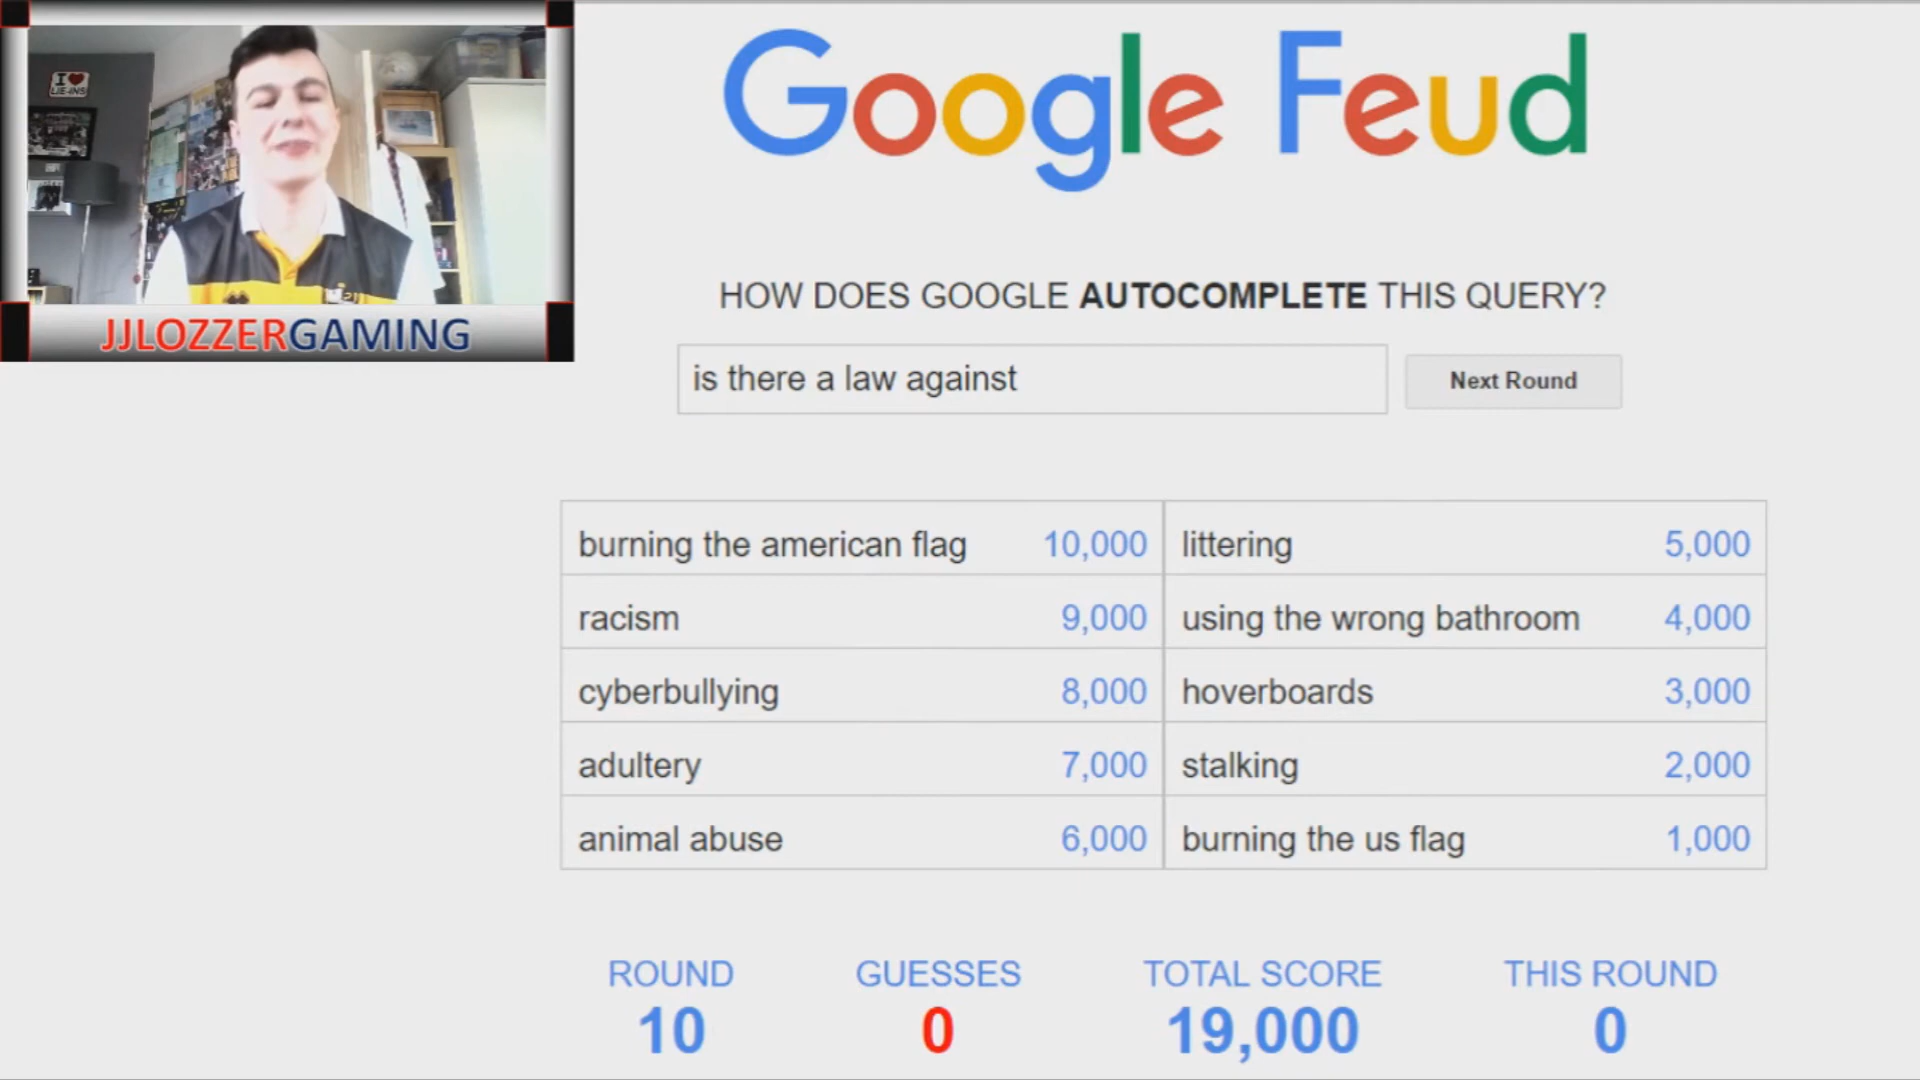 I ♥
LIE-INS
JJLOZZERGAMING
Google Feud
HOW DOES GOOGLE AUTOCOMPLETE THIS QUERY?
is there a law against
Next Round
burning the american flag 10,000
racism 9,000
cyberbullying 8,000
adultery 7,000
animal abuse 6,000
littering 5,000
using the wrong bathroom 4,000
hoverboards 3,000
stalking 2,000
burning the us flag 1,000
ROUND
10
GUESSES
0
TOTAL SCORE
19,000
THIS ROUND
0